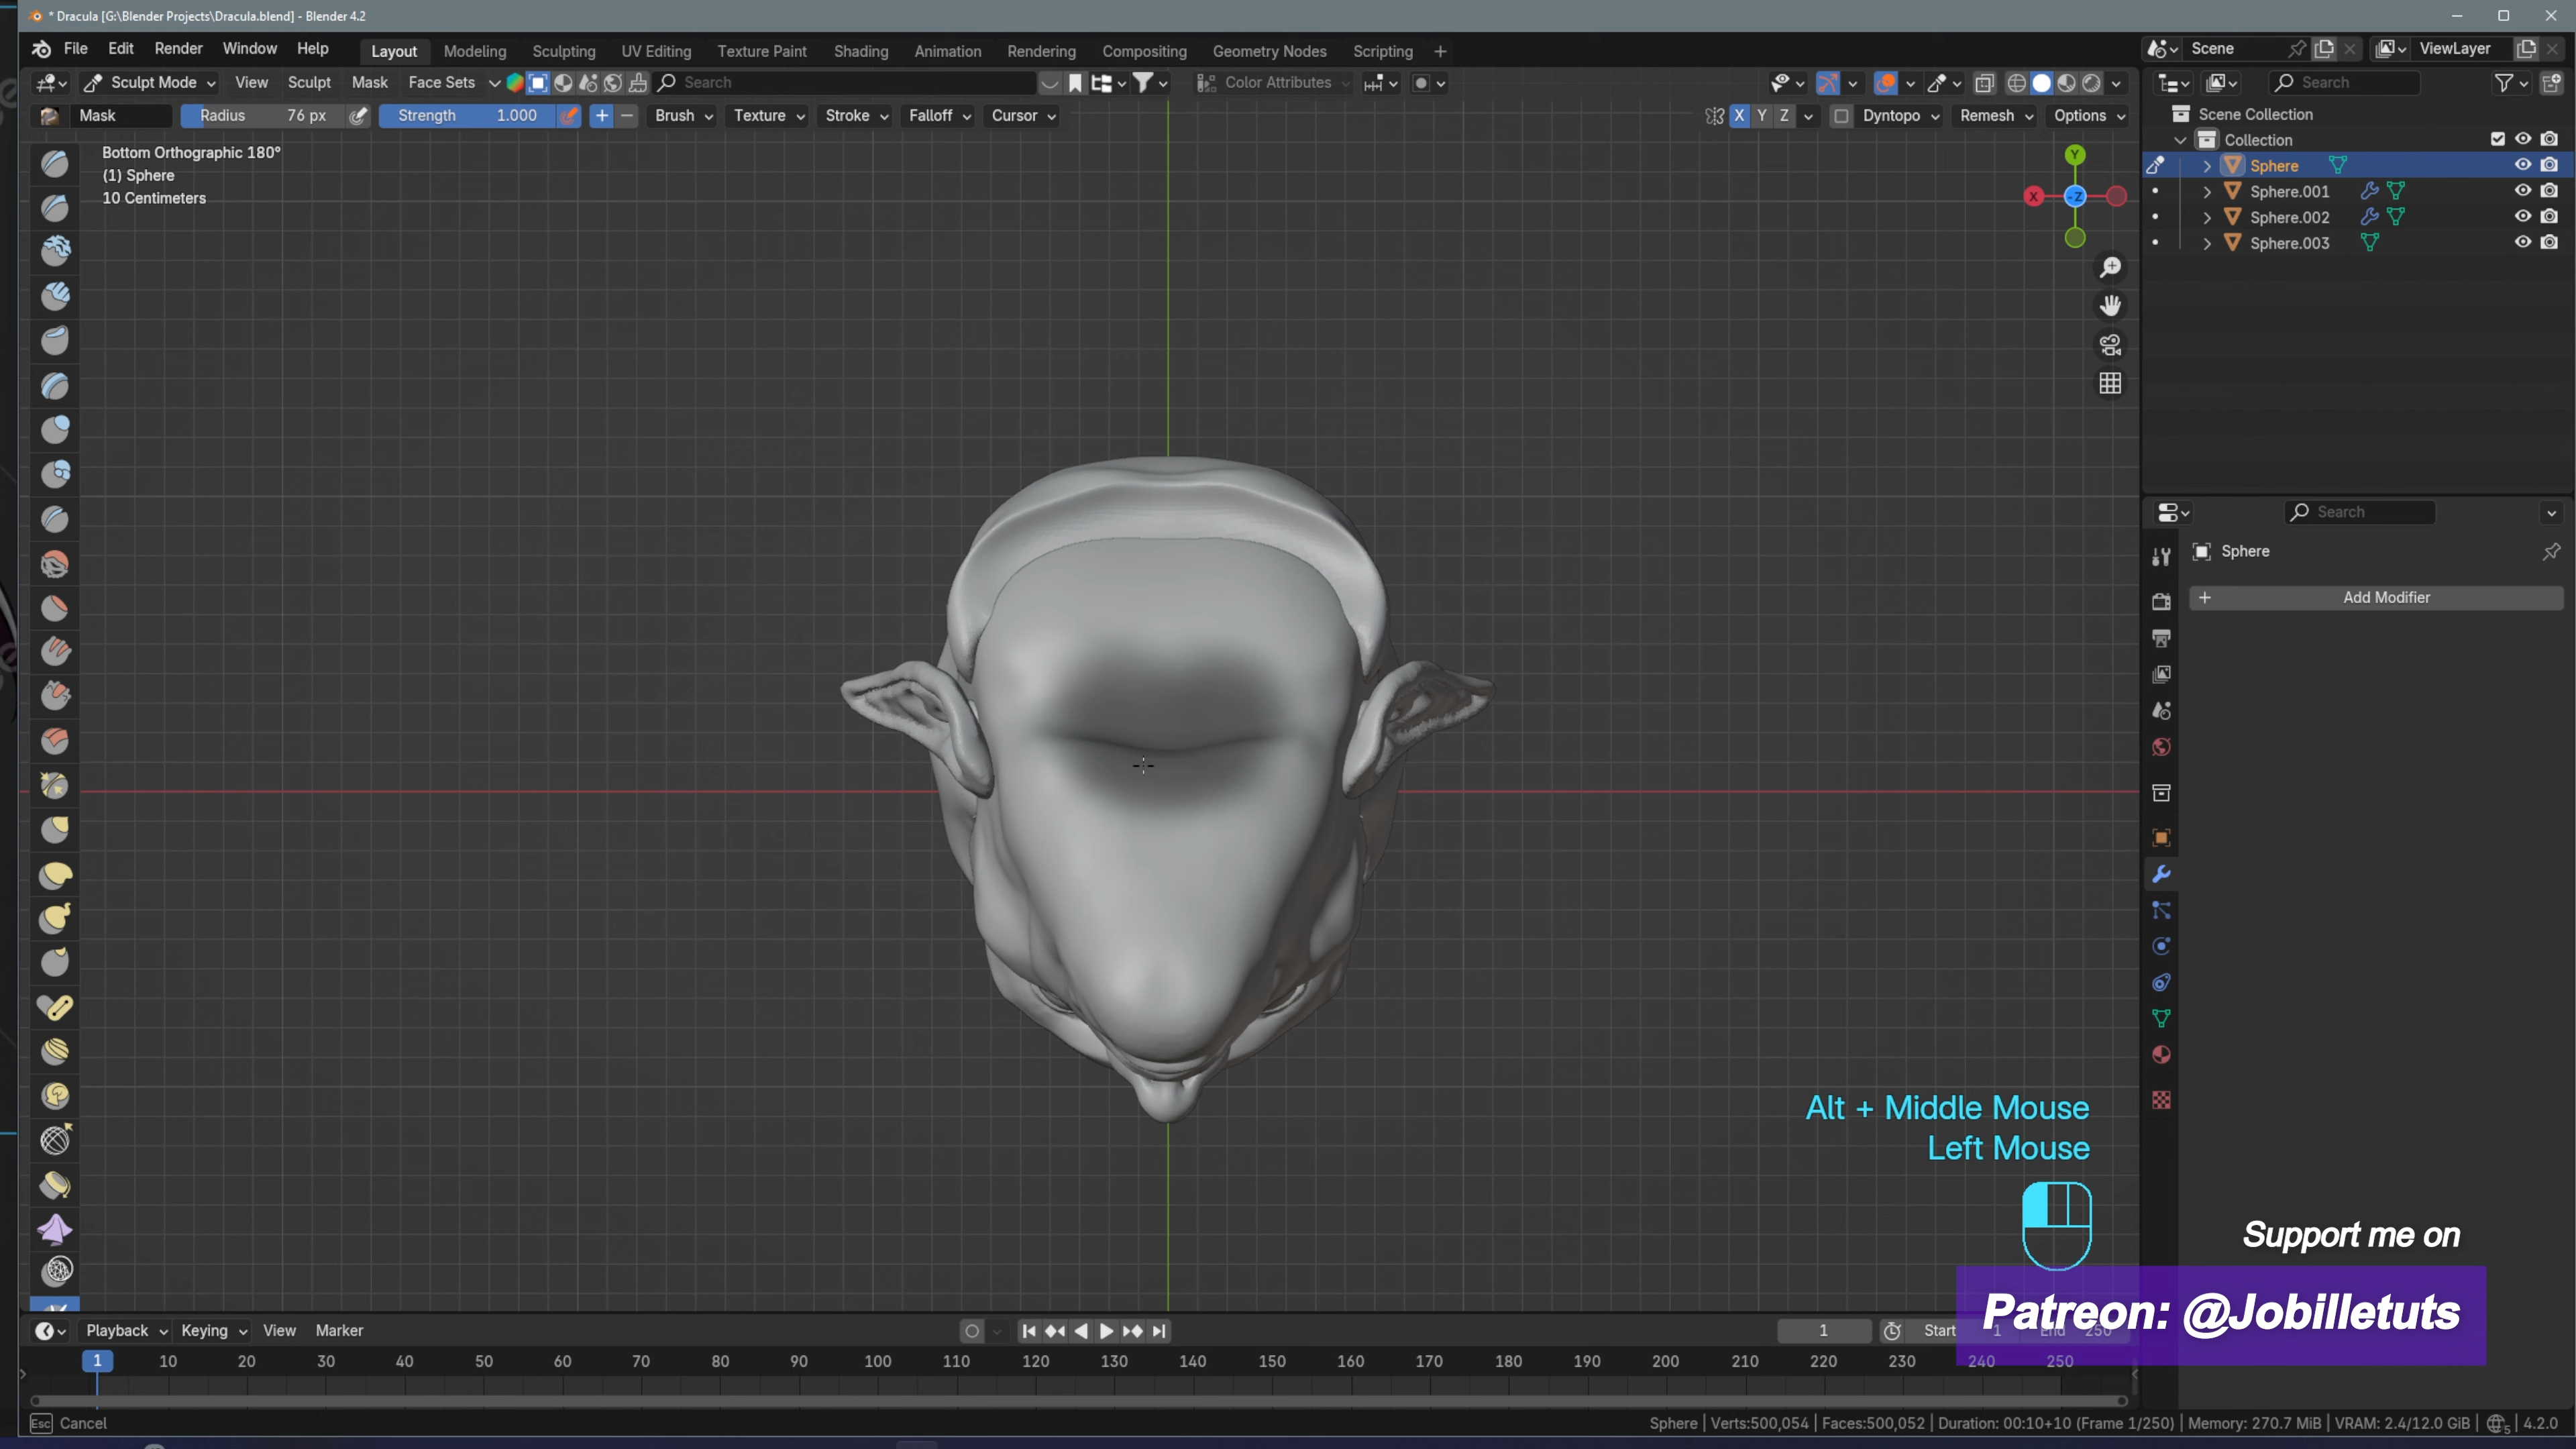 * Dracula [G:\Blender Projects\Dracula.blend] - Blender 4.2
File Edit Render Window Help Layout Modeling Sculpting UV Editing Texture Paint Shading Animation Rendering Compositing Geometry Nodes Scripting + Scene ViewLayer
Sculpt Mode View Sculpt Mask Face Sets Search Color Attributes Search
Mask Radius 76 px Strength 1.000 Brush Texture Stroke Falloff Cursor X Y Z Dyntopo Remesh Options
Scene Collection
Collection
Sphere
Sphere.001
Sphere.002
Sphere.003
Bottom Orthographic 180°
(1) Sphere
10 Centimeters
Y
X -Z
Search
Sphere
Add Modifier
Alt + Middle Mouse
Left Mouse
Support me on
Patreon: @Jobilletuts
Playback Keying View Marker 1 Start 1 End 250
1 10 20 30 40 50 60 70 80 90 100 110 120 130 140 150 160 170 180 190 200 210 220 230 240 250
Esc Cancel
Sphere | Verts:500,054 | Faces:500,052 | Duration: 00:10+10 (Frame 1/250) | Memory: 270.7 MiB | VRAM: 2.4/12.0 GiB | 5 | 4.2.0